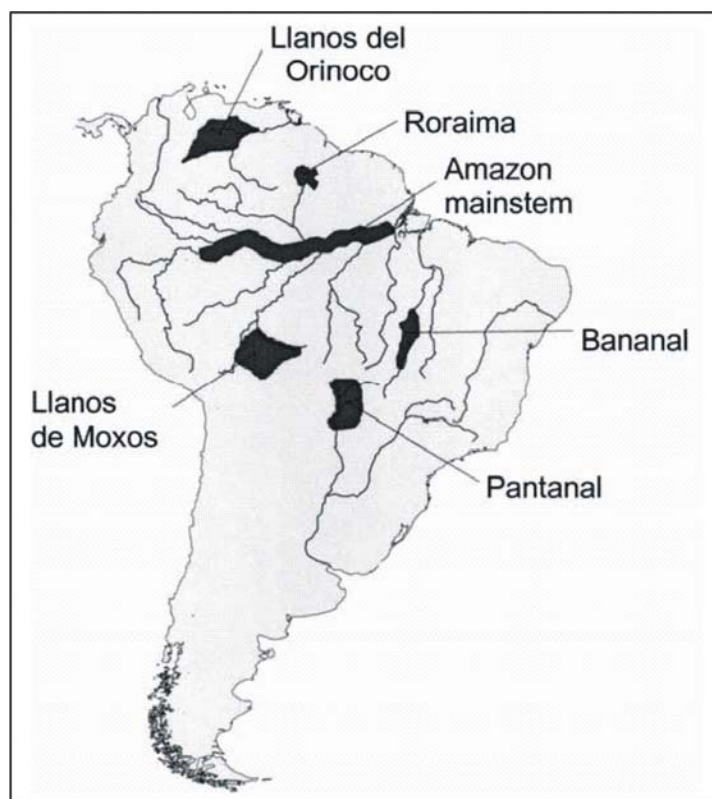 Llanos del
Orinoco
Roraima
Amazon
mainstem
Bananal
Llanos
de Moxos
Pantanal